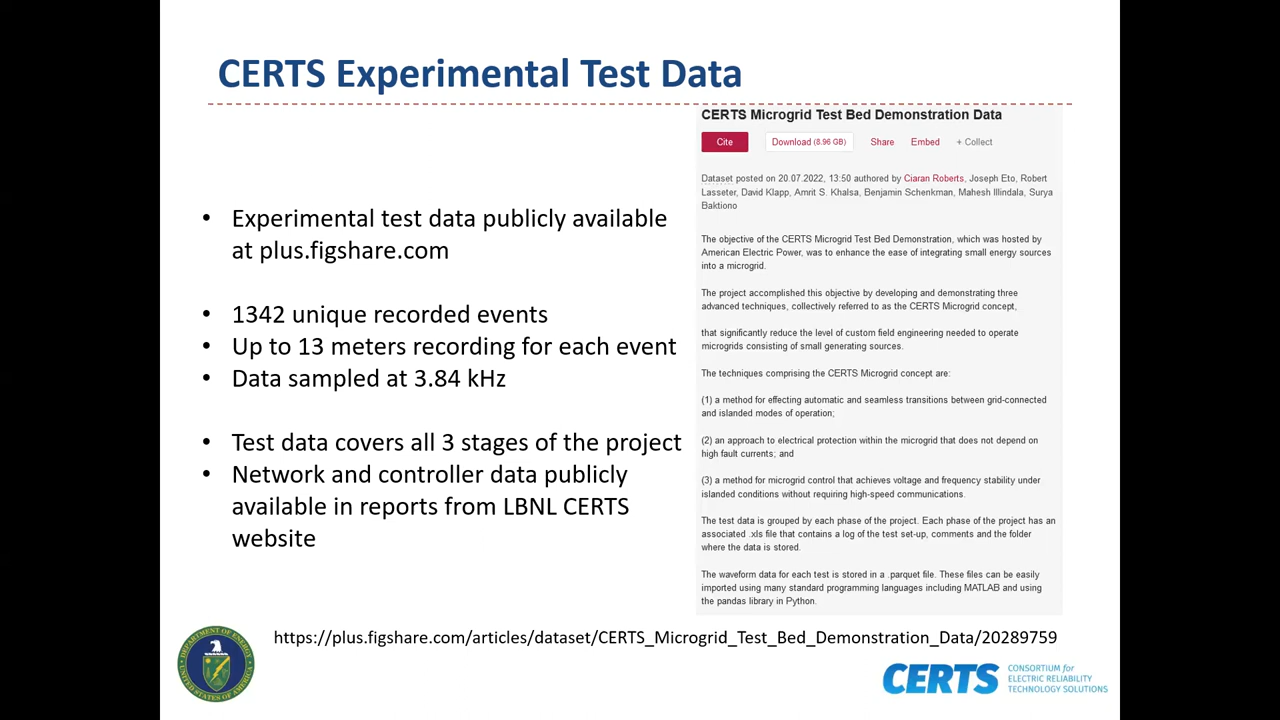 CERTS Experimental Test Data
• Experimental test data publicly available
at plus.figshare.com
• 1342 unique recorded events
• Up to 13 meters recording for each event
• Data sampled at 3.84 kHz
• Test data covers all 3 stages of the project
• Network and controller data publicly
available in reports from LBNL CERTS
website
CERTS Microgrid Test Bed Demonstration Data
Cite Download (8.96 GB) Share Embed + Collect
Dataset posted on 20.07.2022, 13:50 authored by Ciaran Roberts, Joseph Eto, Robert
Lasseter, David Klapp, Amrit S. Khalsa, Benjamin Schenkman, Mahesh Illindala, Surya
Baktiono
The objective of the CERTS Microgrid Test Bed Demonstration, which was hosted by
American Electric Power, was to enhance the ease of integrating small energy sources
into a microgrid.
The project accomplished this objective by developing and demonstrating three
advanced techniques, collectively referred to as the CERTS Microgrid concept,
that significantly reduce the level of custom field engineering needed to operate
microgrids consisting of small generating sources.
The techniques comprising the CERTS Microgrid concept are:
(1) a method for effecting automatic and seamless transitions between grid-connected
and islanded modes of operation;
(2) an approach to electrical protection within the microgrid that does not depend on
high fault currents; and
(3) a method for microgrid control that achieves voltage and frequency stability under
islanded conditions without requiring high-speed communications.
The test data is grouped by each phase of the project. Each phase of the project has an
associated .xls file that contains a log of the test set-up, comments and the folder
where the data is stored.
The waveform data for each test is stored in a .parquet file. These files can be easily
imported using many standard programming languages including MATLAB and using
the pandas library in Python.
https://plus.figshare.com/articles/dataset/CERTS_Microgrid_Test_Bed_Demonstration_Data/20289759
DEPARTMENT OF ENERGY
UNITED STATES OF AMERICA
CERTS
CONSORTIUM for
ELECTRIC RELIABILITY
TECHNOLOGY SOLUTIONS